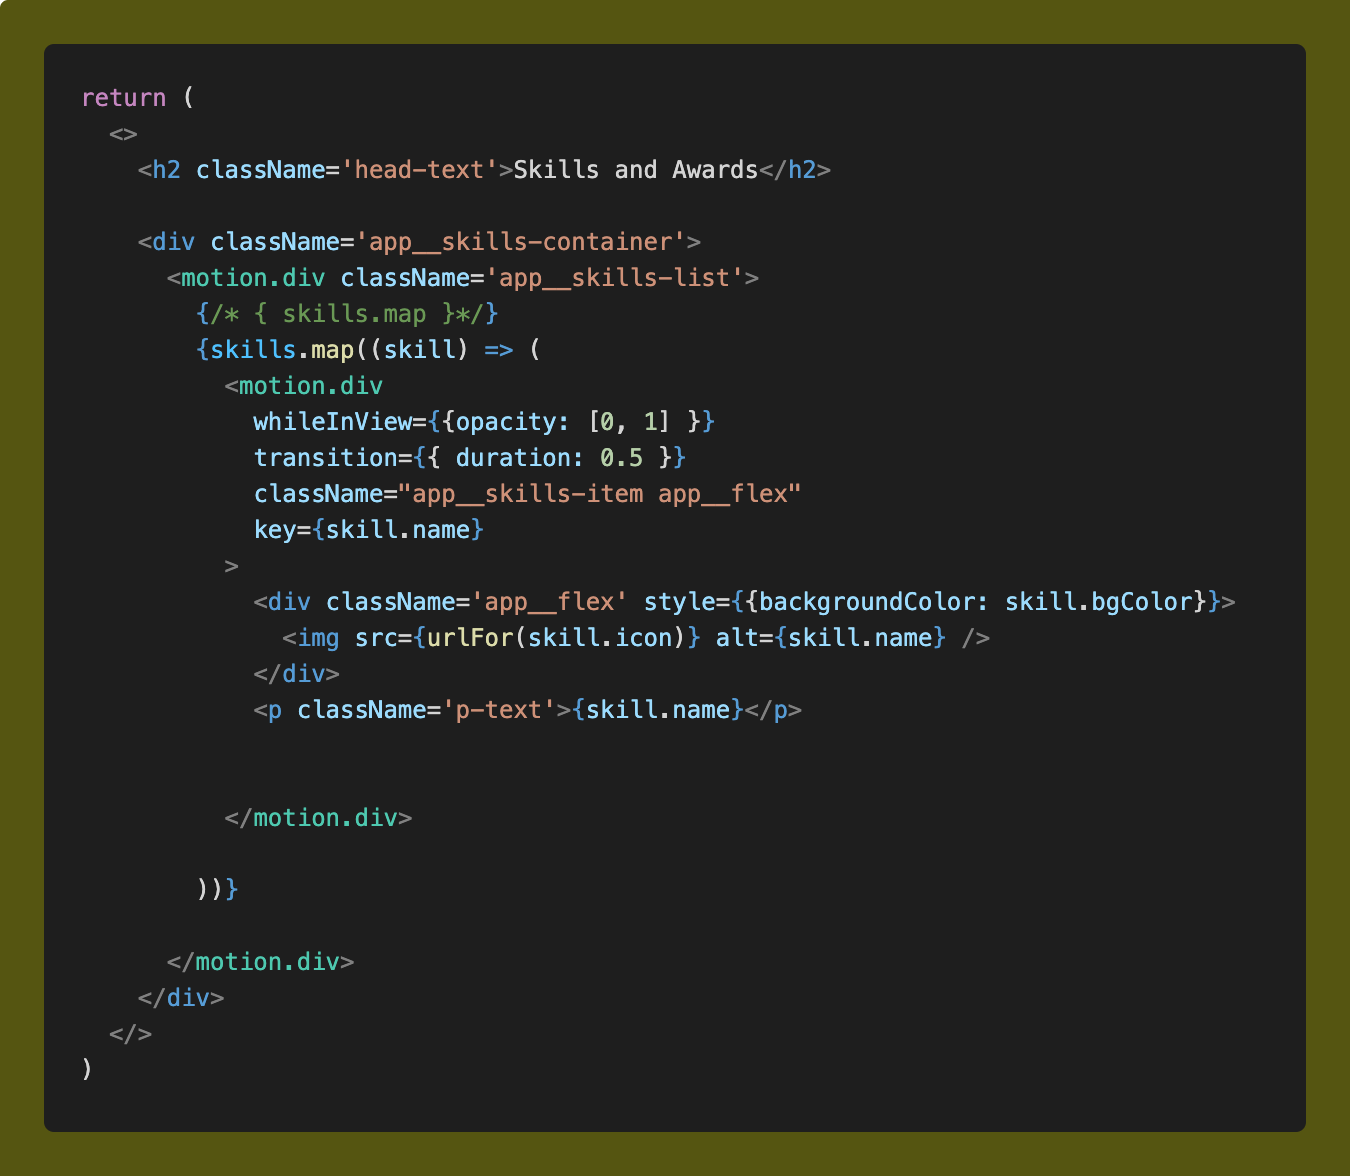 return (
  <>
    <h2 className='head-text'>Skills and Awards</h2>

    <div className='app__skills-container'>
      <motion.div className='app__skills-list'>
        {/* { skills.map }*/}
        {skills.map((skill) => (
          <motion.div
            whileInView={{opacity: [0, 1] }}
            transition={{ duration: 0.5 }}
            className="app__skills-item app__flex"
            key={skill.name}
          >
            <div className='app__flex' style={{backgroundColor: skill.bgColor}}>
              <img src={urlFor(skill.icon)} alt={skill.name} />
            </div>
            <p className='p-text'>{skill.name}</p>


          </motion.div>

        ))}

      </motion.div>
    </div>
  </>
)